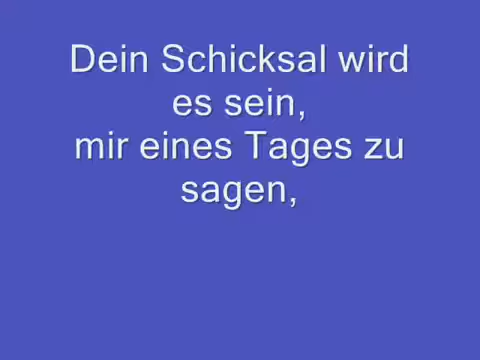 Dein Schicksal wird
es sein,
mir eines Tages zu
sagen,